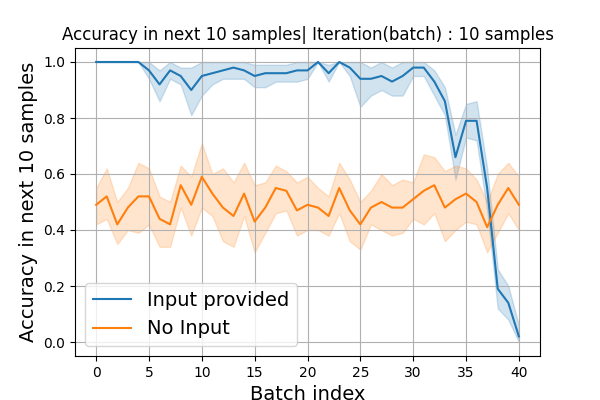 Accuracy in next 10 samples| Iteration(batch) : 10 samples
Accuracy in next 10 samples
1.0
0.8
0.6
0.4
0.2
0.0
Input provided
No Input
0 5 10 15 20 25 30 35 40
Batch index